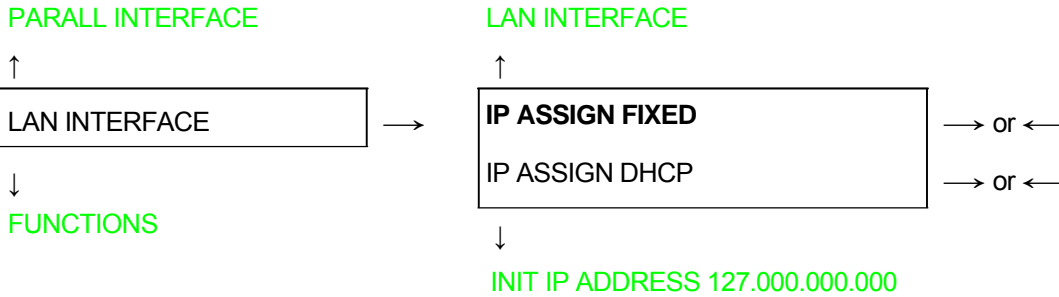 PARALL INTERFACE
LAN INTERFACE
↑
↑
LAN INTERFACE
→
IP ASSIGN FIXED
→ or ←
IP ASSIGN DHCP
→ or ←
↓
FUNCTIONS
↓
INIT IP ADDRESS 127.000.000.000